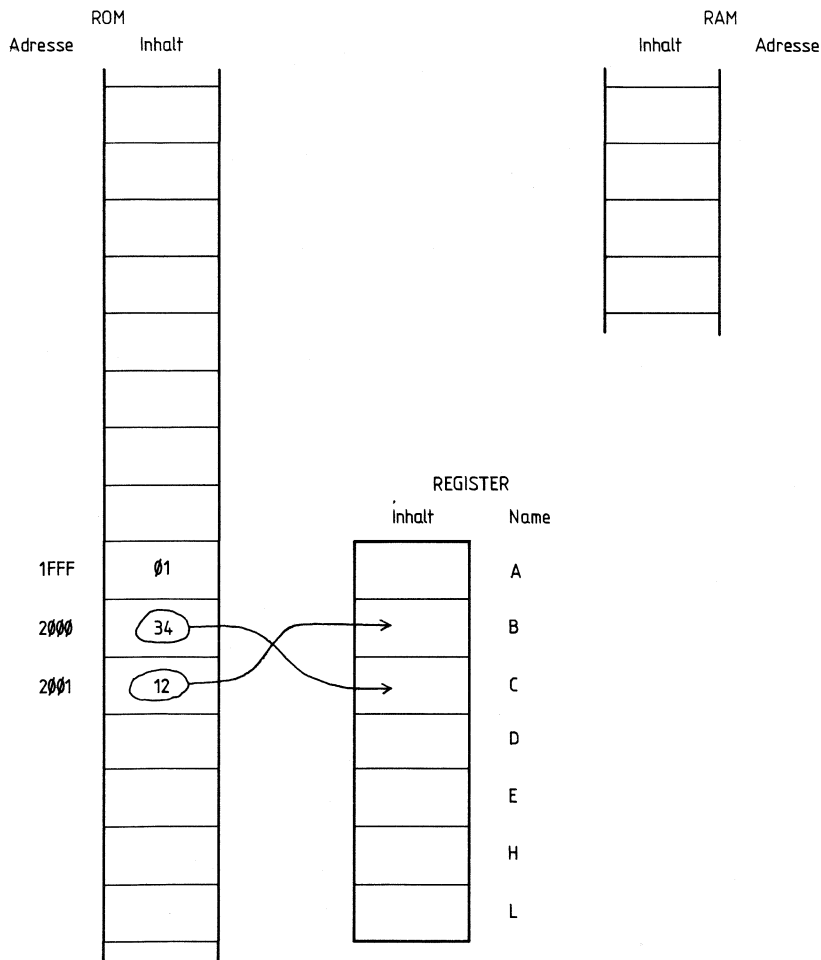 ROM
RAM
Adresse Inhalt
Inhalt Adresse
REGISTER
Inhalt Name
1FFF Ø1 A
2ØØØ 34 B
2ØØ1 12 C
D
E
H
L